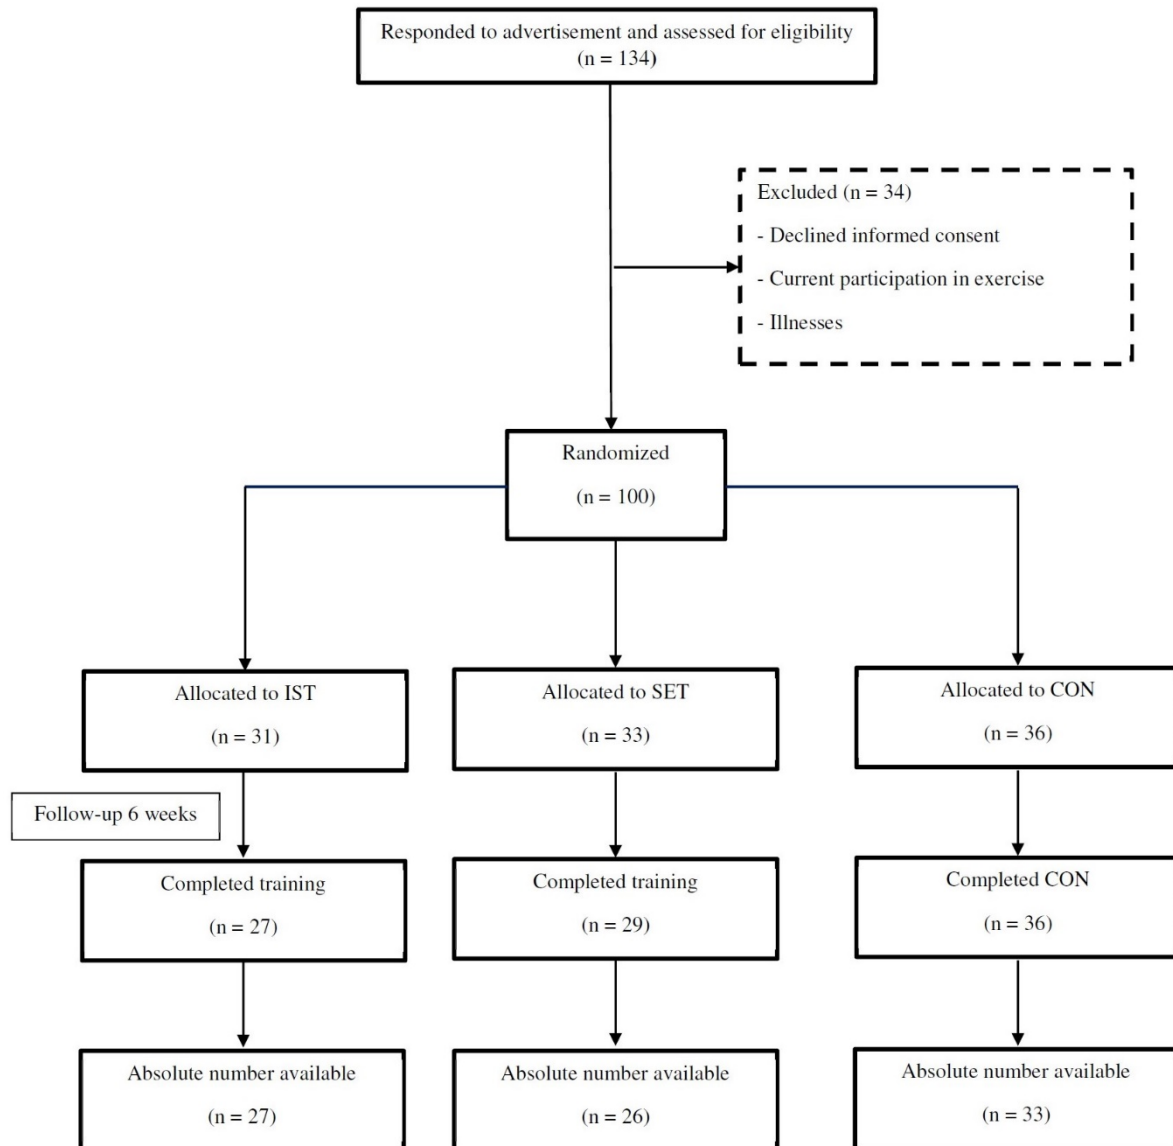 Responded to advertisement and assessed for eligibility
(n = 134)
Excluded (n = 34)
- Declined informed consent
- Current participation in exercise
- Illnesses
Randomized
(n = 100)
Allocated to IST
(n = 31)
Allocated to SET
(n = 33)
Allocated to CON
(n = 36)
Follow-up 6 weeks
Completed training
(n = 27)
Completed training
(n = 29)
Completed CON
(n = 36)
Absolute number available
(n = 27)
Absolute number available
(n = 26)
Absolute number available
(n = 33)